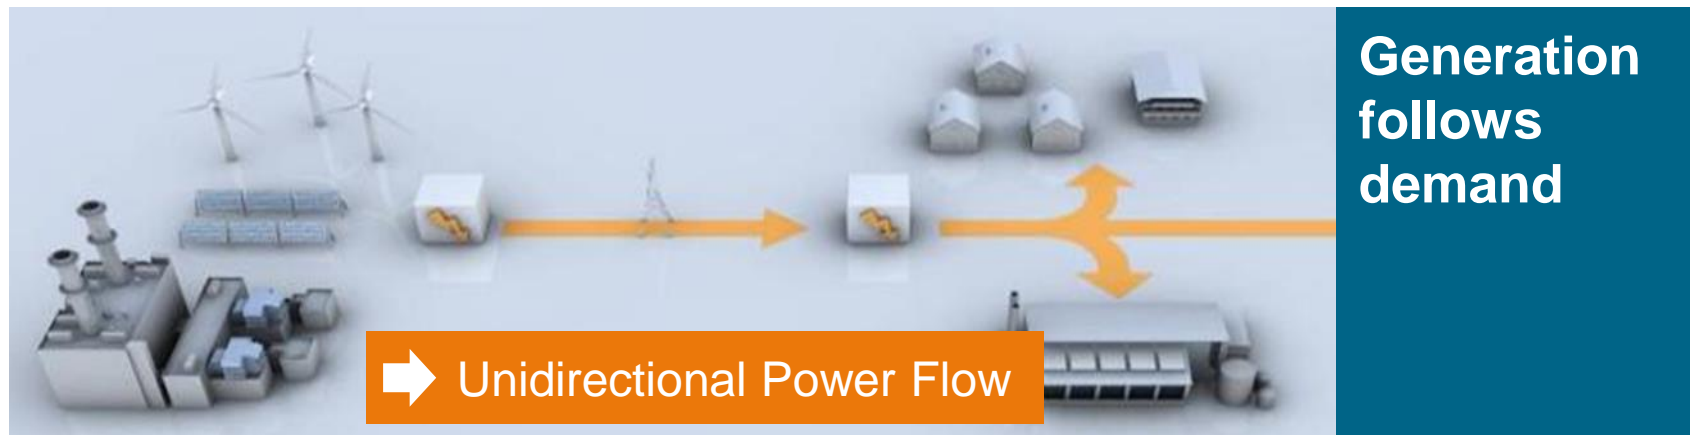 Generation
follows
demand
Unidirectional Power Flow